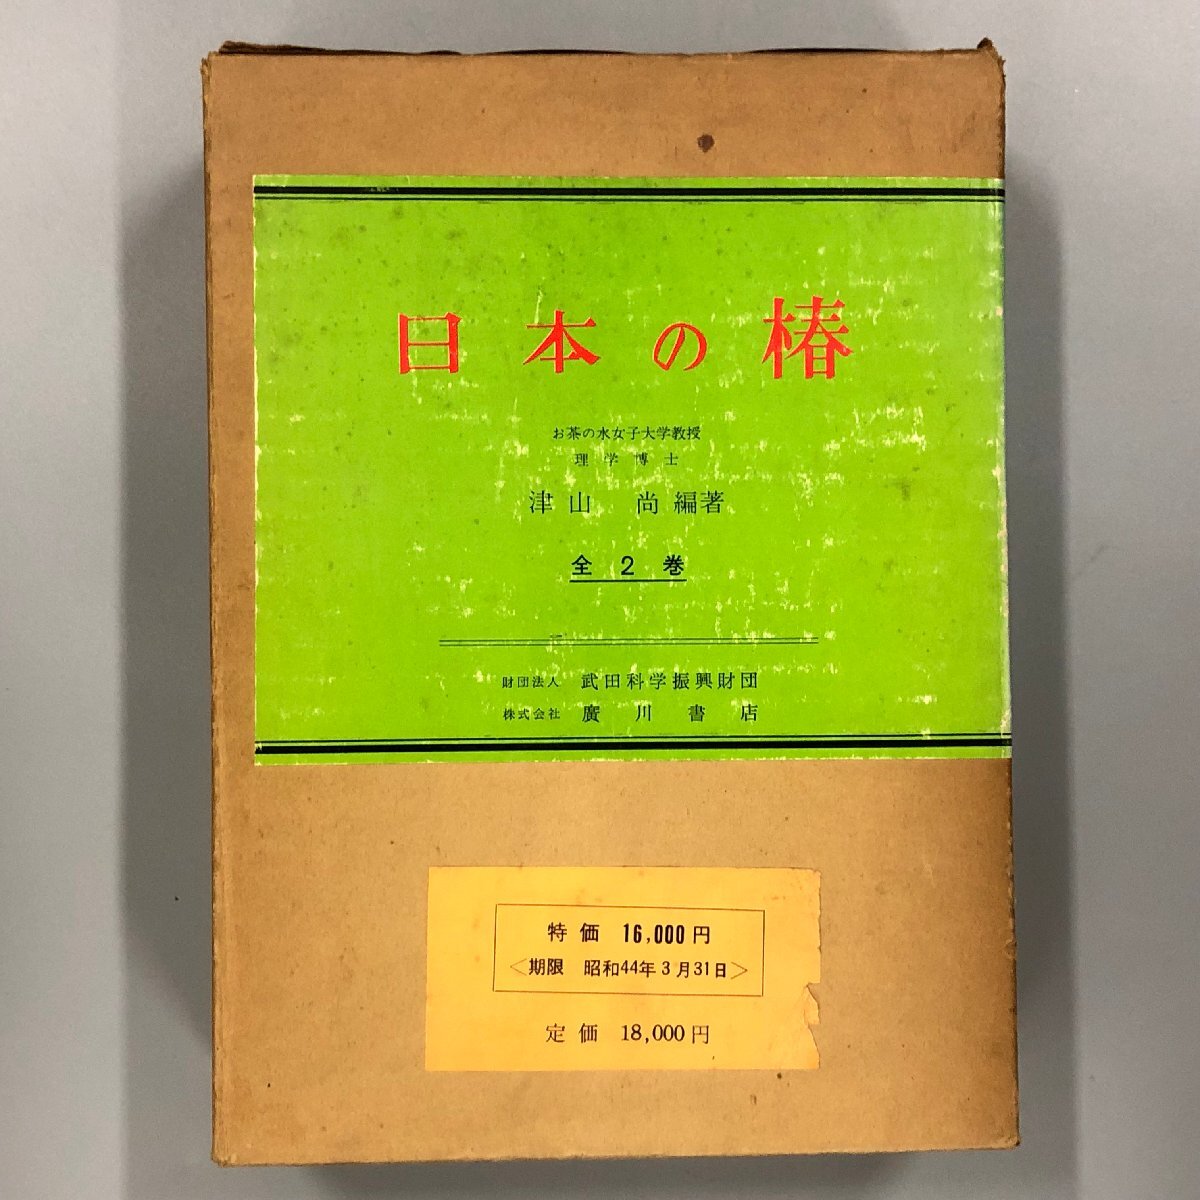 日本の椿
お茶の水女子大学教授
理学博士
津山 尚 編著
全2巻
財団法人 武田科学振興財団
株式会社 廣川書店
特価 16,000円
<期限 昭和44年3月31日>
定価 18,000円